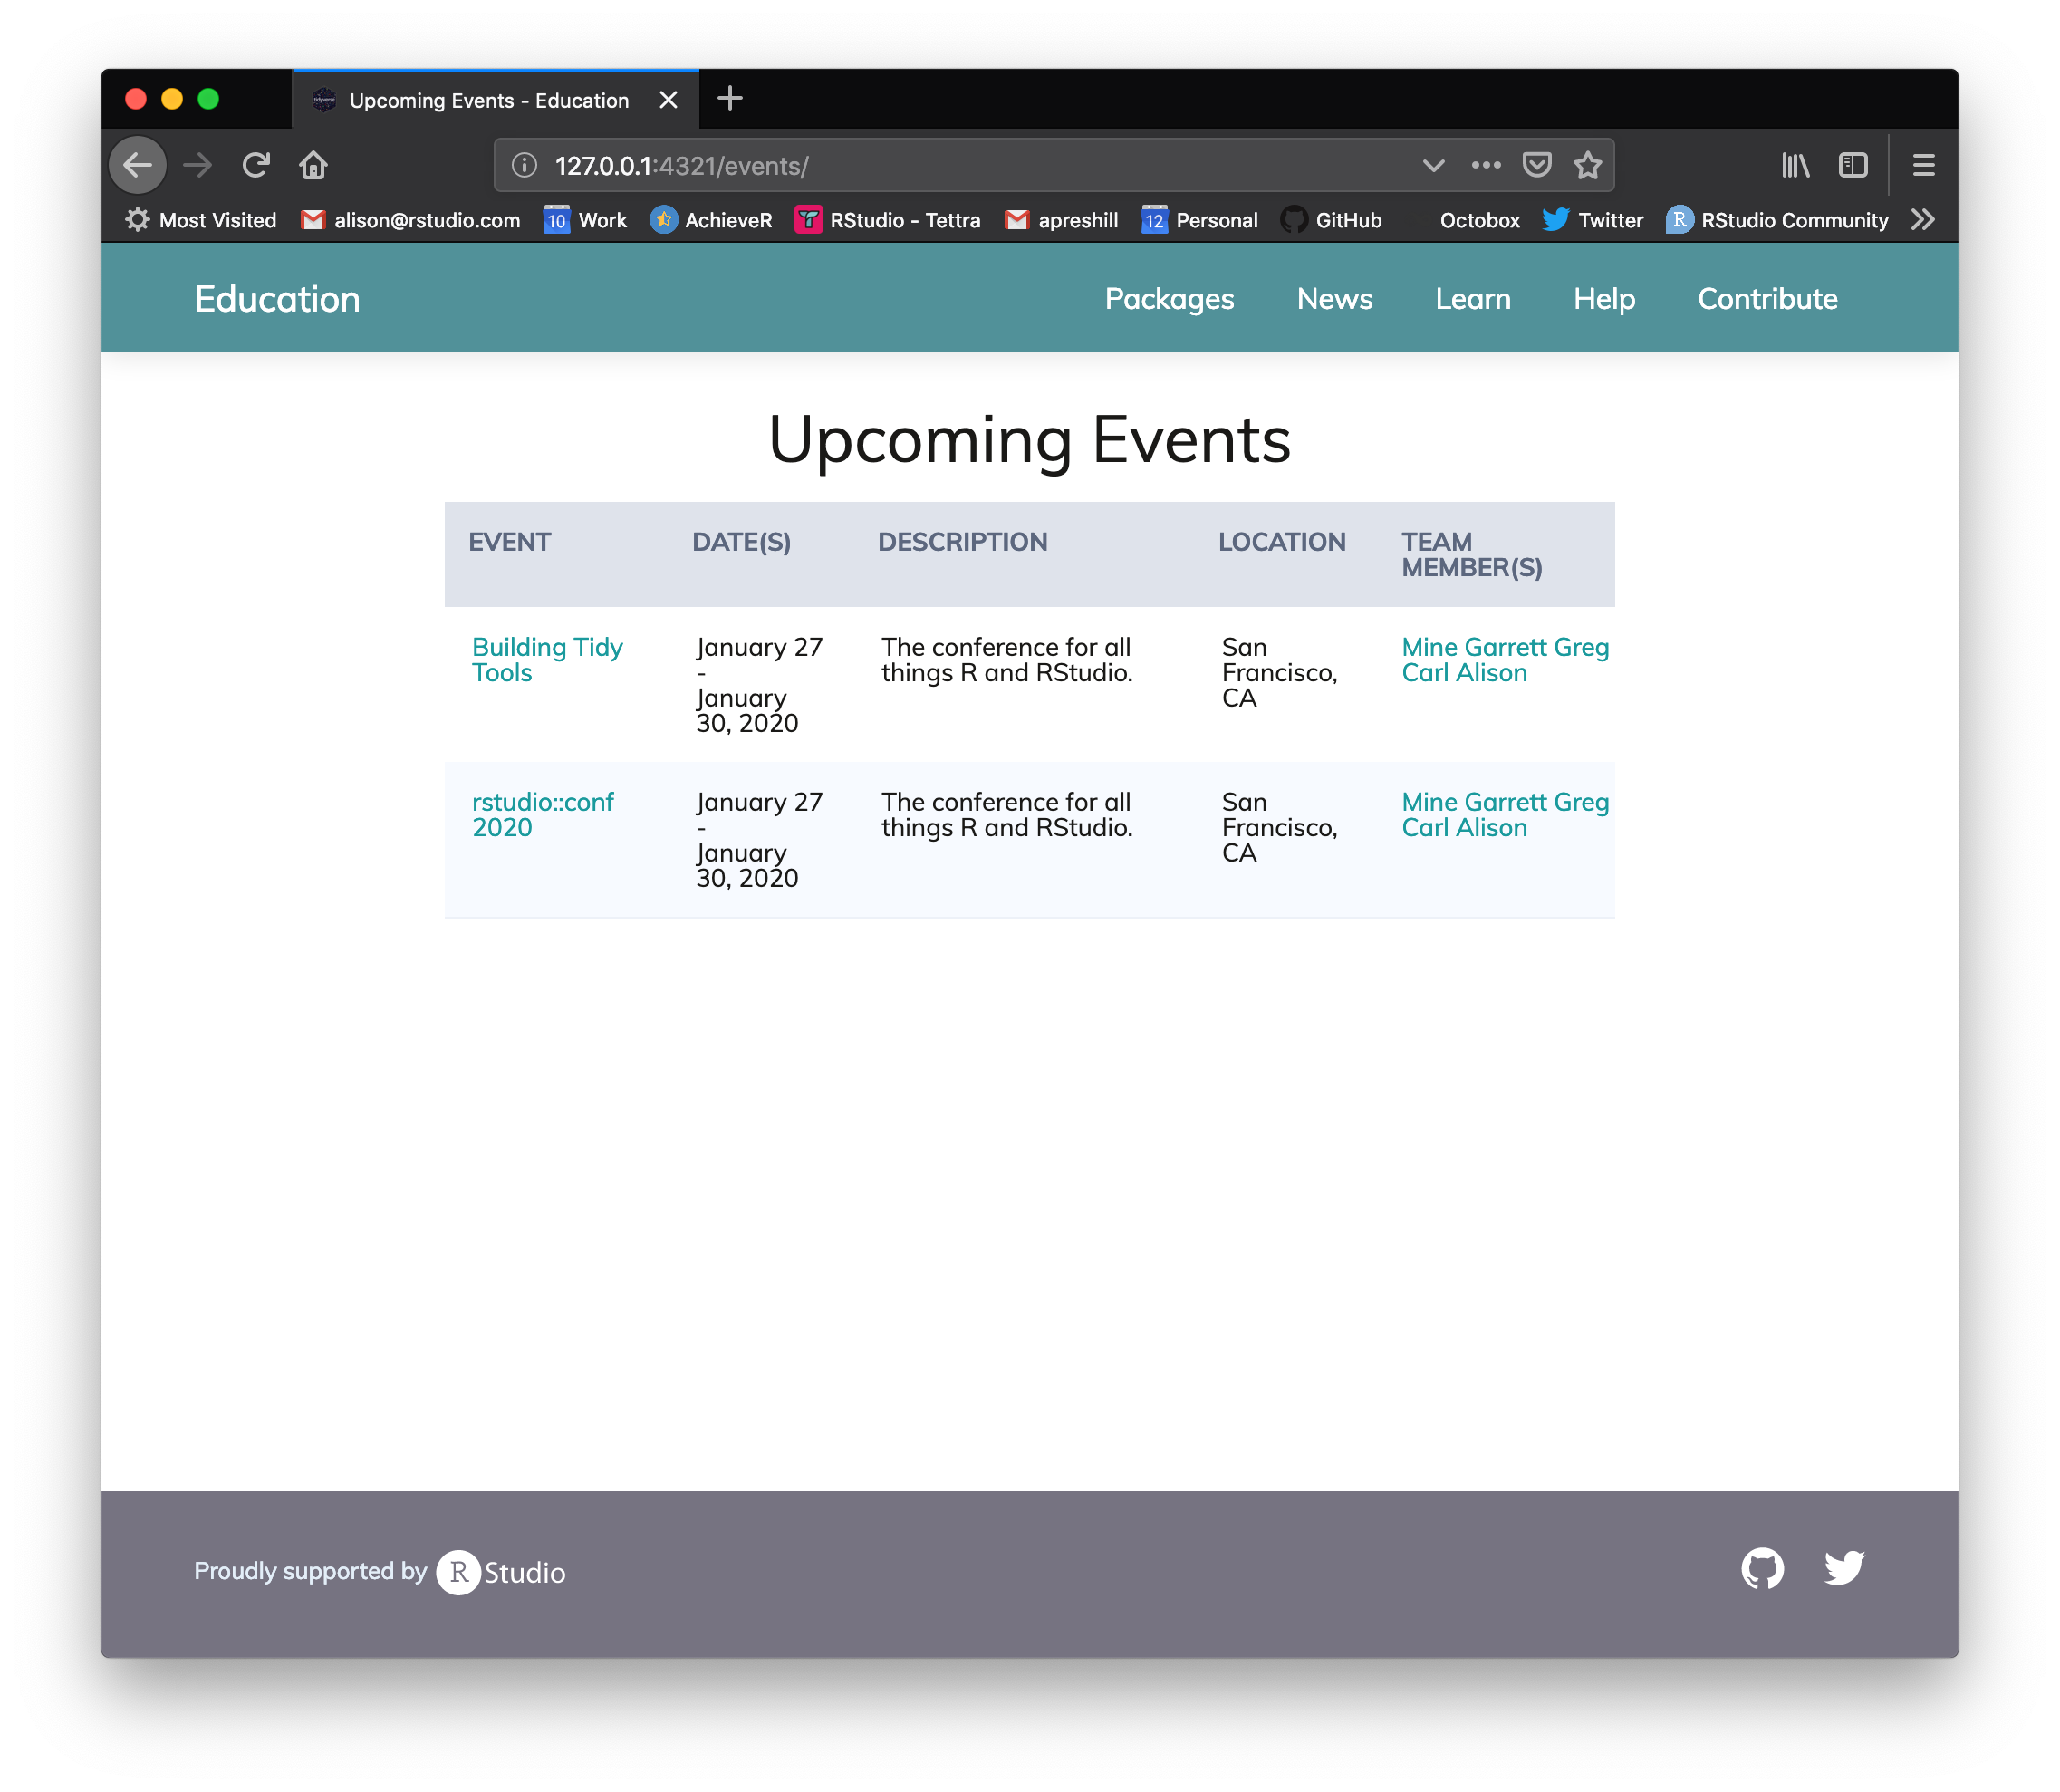 Upcoming Events - Education
127.0.0.1:4321/events/
Most Visited alison@rstudio.com 10 Work AchieveR RStudio - Tettra apreshill 12 Personal GitHub Octobox Twitter R RStudio Community
Education Packages News Learn Help Contribute
Upcoming Events
EVENT DATE(S) DESCRIPTION LOCATION TEAM
MEMBER(S)
Building Tidy January 27 The conference for all San Mine Garrett Greg
Tools - things R and RStudio. Francisco, Carl Alison
January CA
30, 2020
rstudio::conf January 27 The conference for all San Mine Garrett Greg
2020 - things R and RStudio. Francisco, Carl Alison
January CA
30, 2020
Proudly supported by R Studio